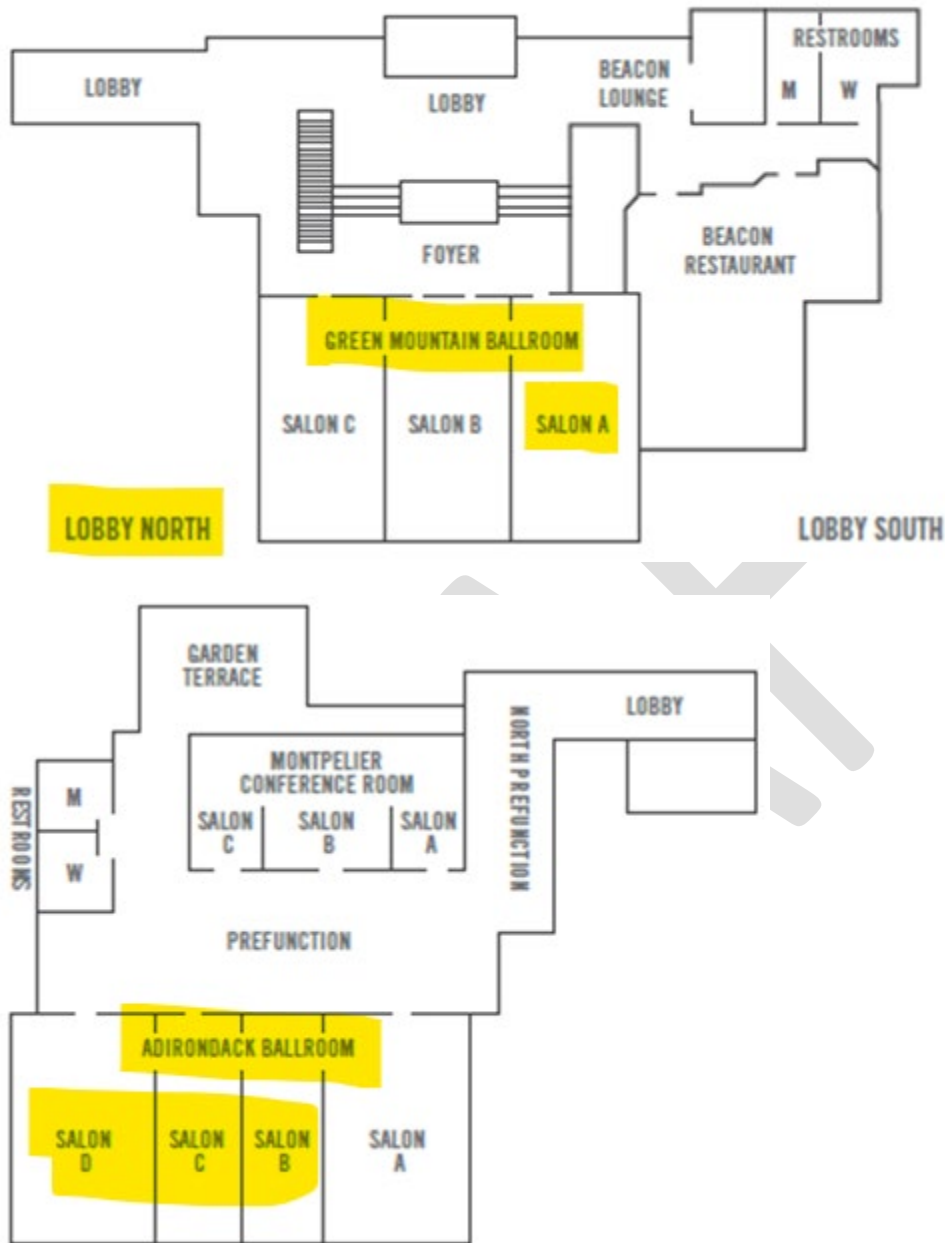 RESTROOMS
LOBBY
LOBBY
BEACON
LOUNGE
M
W
FOYER
BEACON
RESTAURANT
GREEN MOUNTAIN BALLROOM
SALON C
SALON B
SALON A
LOBBY NORTH
LOBBY SOUTH
GARDEN
TERRACE
LOBBY
NORTH PREFUNCTION
MONTPELIER
CONFERENCE ROOM
RESTROOMS
M
W
SALON
C
SALON
B
SALON
A
PREFUNCTION
ADIRONDACK BALLROOM
SALON
D
SALON
C
SALON
B
SALON
A